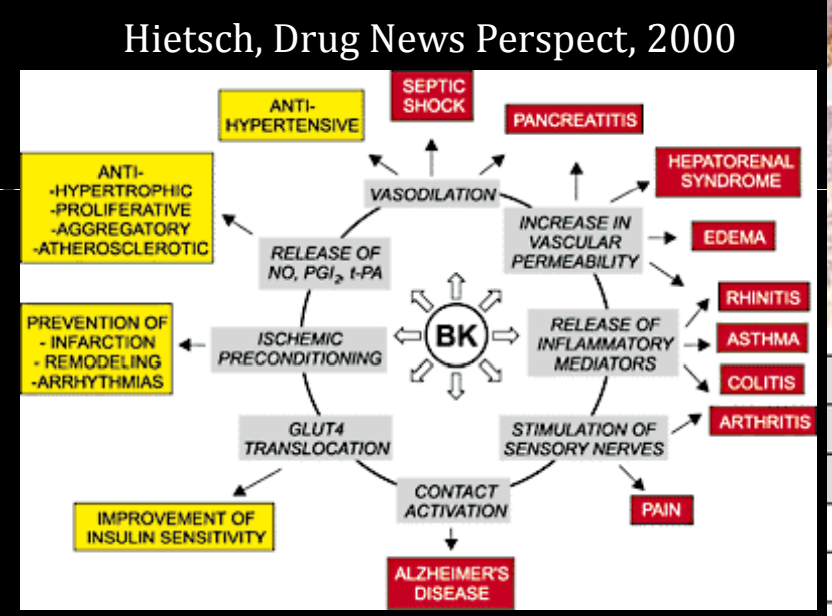 Hietsch, Drug News Perspect, 2000
SEPTIC
SHOCK
ANTI-
HYPERTENSIVE
PANCREATITIS
ANTI-
-HYPERTROPHIC
-PROLIFERATIVE
-AGGREGATORY
-ATHEROSCLEROTIC
VASODILATION
HEPATORENAL
SYNDROME
INCREASE IN
VASCULAR
PERMEABILITY
EDEMA
RELEASE OF
NO, PGI₂, t-PA
RHINITIS
PREVENTION OF
- INFARCTION
- REMODELING
-ARRHYTHMIAS
ISCHEMIC
PRECONDITIONING
BK
RELEASE OF
INFLAMMATORY
MEDIATORS
ASTHMA
COLITIS
ARTHRITIS
GLUT4
TRANSLOCATION
STIMULATION OF
SENSORY NERVES
CONTACT
ACTIVATION
PAIN
IMPROVEMENT OF
INSULIN SENSITIVITY
ALZHEIMER'S
DISEASE